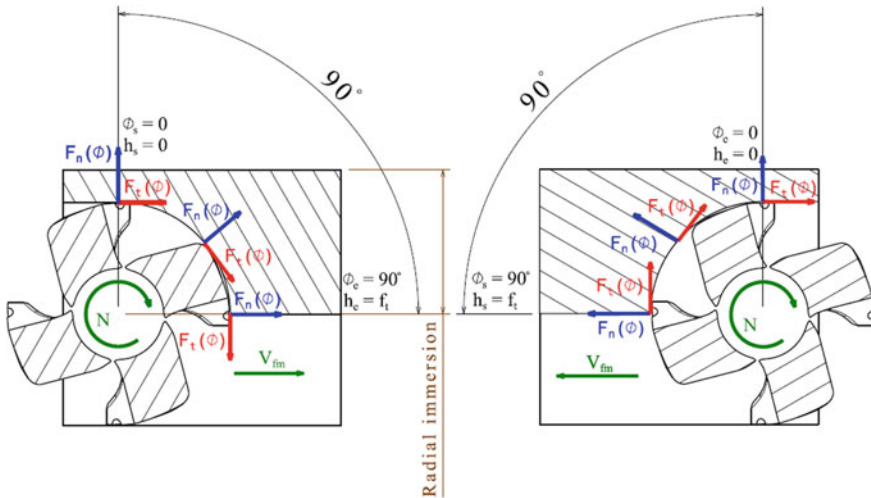 90°
90°
Φs = 0
hs = 0
Fn(Φ)
Ft(Φ)
Fn(Φ)
Ft(Φ)
Φe = 90°
he = ft
Fn(Φ)
Ft(Φ)
N
Vfm
Radial immersion
Φe = 0
he = 0
Fn(Φ)
Ft(Φ)
Ft(Φ)
Fn(Φ)
Φs = 90°
hs = ft
Ft(Φ)
Fn(Φ)
N
Vfm